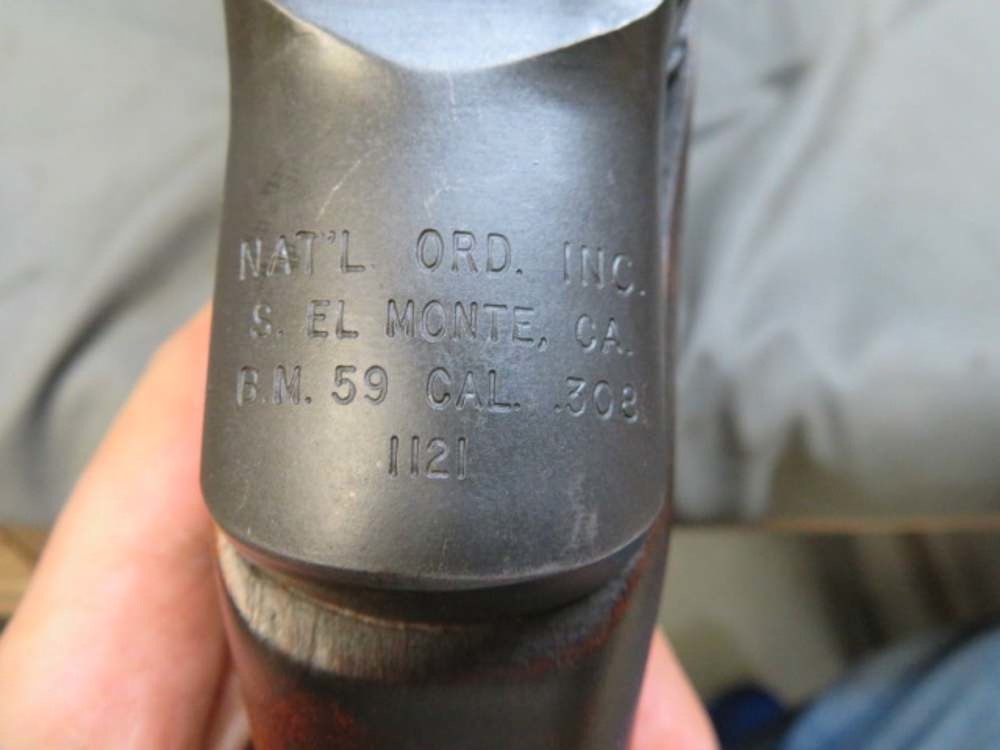 NAT'L ORD. INC.
S. EL MONTE, CA.
B.M. 59 CAL. .308
1121